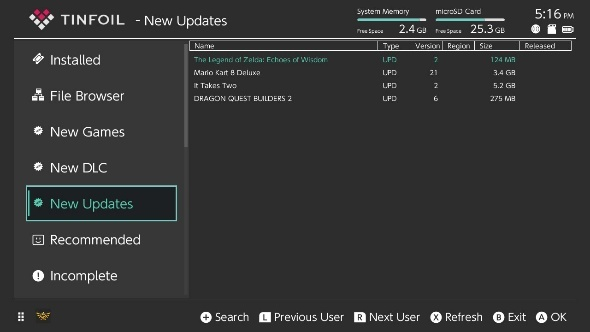 TINFOIL - New Updates
System Memory
Free Space 2.4 GB
microSD Card
Free Space 25.3 GB
5:16 PM
Installed
File Browser
New Games
New DLC
New Updates
Recommended
Incomplete
Name Type Version Region Size Released
The Legend of Zelda: Echoes of Wisdom UPD 2 124 MB
Mario Kart 8 Deluxe UPD 21 3.4 GB
It Takes Two UPD 2 5.2 GB
DRAGON QUEST BUILDERS 2 UPD 6 275 MB
+ Search L Previous User R Next User X Refresh B Exit A OK